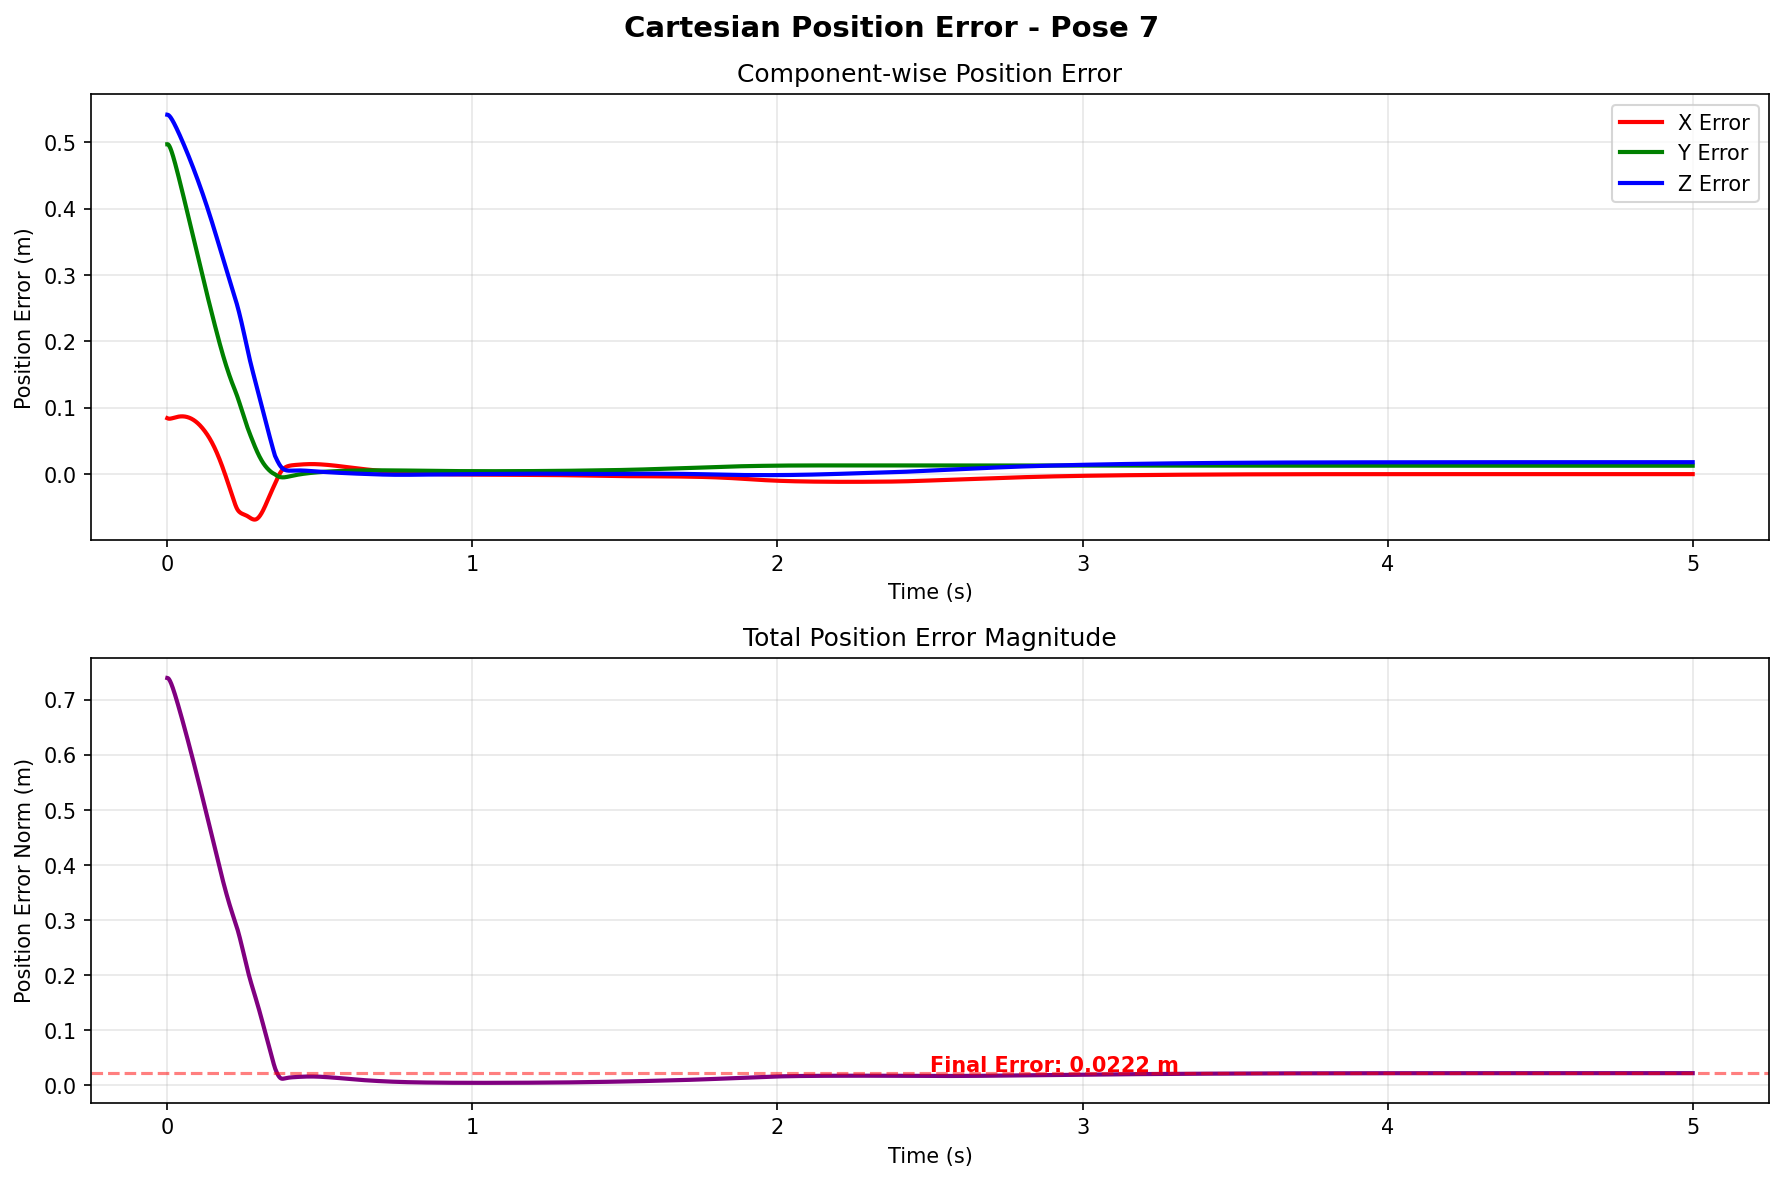 Cartesian Position Error - Pose 7
Component-wise Position Error
Position Error (m)
0.5
0.4
0.3
0.2
0.1
0.0
X Error
Y Error
Z Error
0 1 2 3 4 5
Time (s)
Total Position Error Magnitude
Position Error Norm (m)
0.7
0.6
0.5
0.4
0.3
0.2
0.1
0.0
Final Error: 0.0222 m
0 1 2 3 4 5
Time (s)